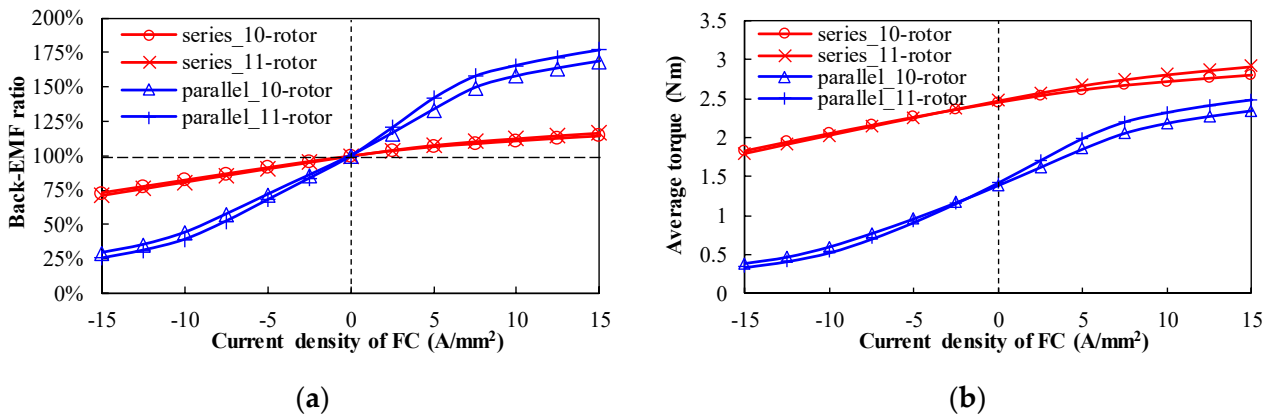 200%
175%
150%
125%
100%
75%
50%
25%
0%
Back-EMF ratio
series_10-rotor
series_11-rotor
parallel_10-rotor
parallel_11-rotor
-15 -10 -5 0 5 10 15
Current density of FC (A/mm²)
(a)
3.5
3
2.5
2
1.5
1
0.5
0
Average torque (Nm)
series_10-rotor
series_11-rotor
parallel_10-rotor
parallel_11-rotor
-15 -10 -5 0 5 10 15
Current density of FC (A/mm²)
(b)